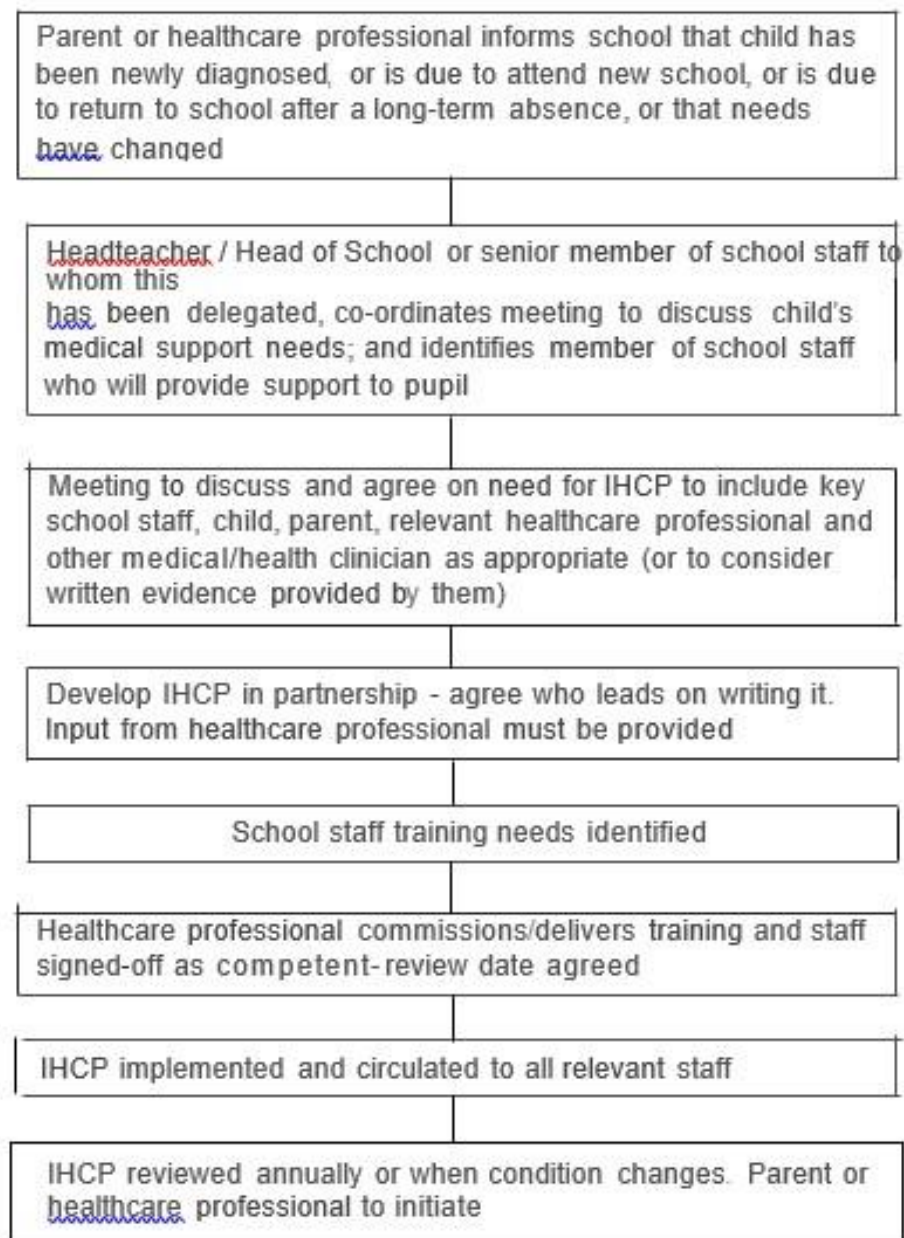 Parent or healthcare professional informs school that child has
been newly diagnosed, or is due to attend new school, or is due
to return to school after a long-term absence, or that needs
have changed
Headteacher / Head of School or senior member of school staff to
whom this
has been delegated, co-ordinates meeting to discuss child's
medical support needs; and identifies member of school staff
who will provide support to pupil
Meeting to discuss and agree on need for IHCP to include key
school staff, child, parent, relevant healthcare professional and
other medical/health clinician as appropriate (or to consider
written evidence provided by them)
Develop IHCP in partnership - agree who leads on writing it.
Input from healthcare professional must be provided
School staff training needs identified
Healthcare professional commissions/delivers training and staff
signed-off as competent-review date agreed
IHCP implemented and circulated to all relevant staff
IHCP reviewed annually or when condition changes. Parent or
healthcare professional to initiate